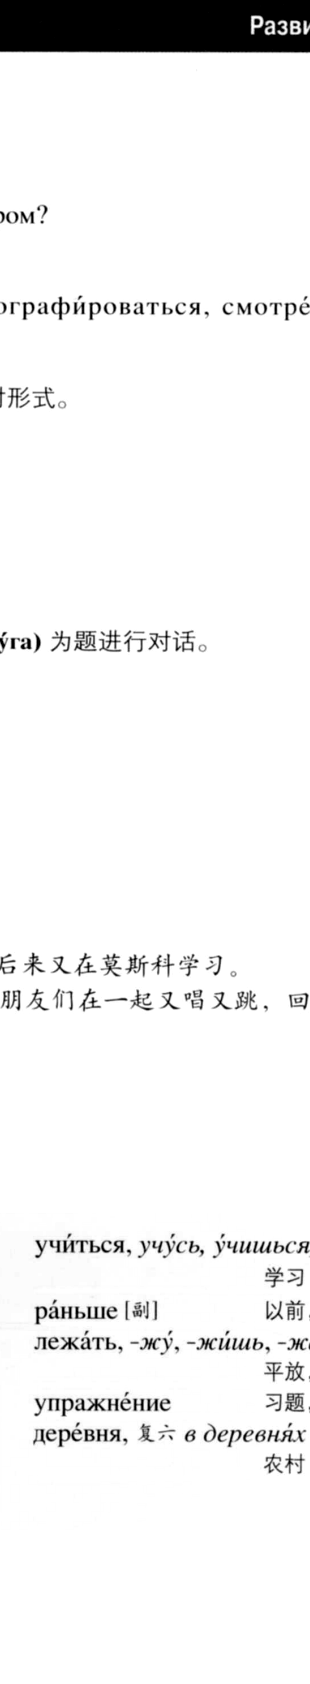 Разви
ром?
ографи́роваться, смотре́
形式。
у́га) 为题进行对话。
后来又在莫斯科学习。
朋友们在一起又唱又跳，回
учи́ться, учу́сь, у́чишься,
学习
ра́ньше [副] 以前,
лежа́ть, -жу́, -жи́шь, -ж
平放,
упражне́ние 习题,
дере́вня, 复六 в деревня́х
农村